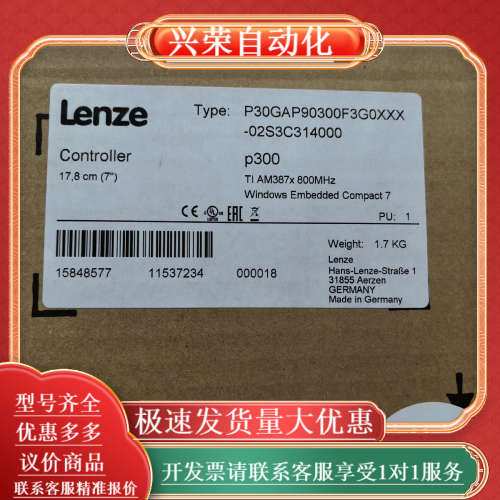 兴荣自动化
Lenze
Type: P30GAP90300F3G0XXX
-02S3C314000
Controller
p300
17,8 cm (7")
TI AM387x 800MHz
Windows Embedded Compact 7
CE UL LISTED EAC
PU: 1
Weight: 1.7 KG
Lenze
Hans-Lenze-Straße 1
31855 Aerzen
GERMANY
Made in Germany
15848577 11537234 000018
型号齐全
优惠多多
议价商品
联系客服精准报价
极速发货量大优惠
开发票请联系客服享受1对1服务